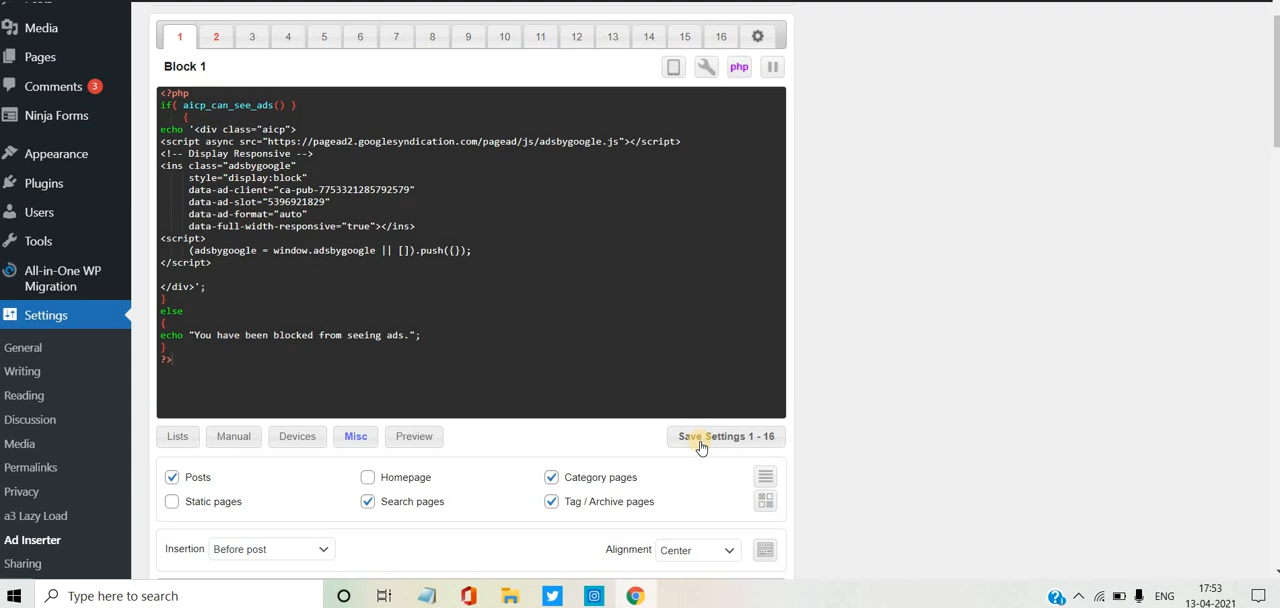 Media
Pages
Comments 3
Ninja Forms
Appearance
Plugins
Users
Tools
All-in-One WP
Migration
Settings
General
Writing
Reading
Discussion
Media
Permalinks
Privacy
a3 Lazy Load
Ad Inserter
Sharing
1 2 3 4 5 6 7 8 9 10 11 12 13 14 15 16
Block 1
php
<?php
if( aicp_can_see_ads() )
{
echo '<div class="aicp">
<script async src="https://pagead2.googlesyndication.com/pagead/js/adsbygoogle.js"></script>
<!-- Display Responsive -->
<ins class="adsbygoogle"
style="display:block"
data-ad-client="ca-pub-7753321285792579"
data-ad-slot="5396921829"
data-ad-format="auto"
data-full-width-responsive="true"></ins>
<script>
(adsbygoogle = window.adsbygoogle || []).push({});
</script>
</div>';
}
else
{
echo "You have been blocked from seeing ads.";
}
?>
Lists Manual Devices Misc Preview Save Settings 1 - 16
Posts Homepage Category pages
Static pages Search pages Tag / Archive pages
Insertion Before post Alignment Center
Type here to search
ENG
17:53
13-04-2021